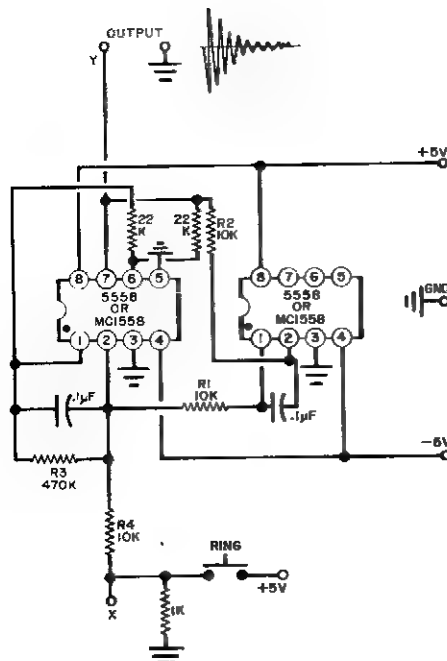 OUTPUT
Y
+5V
22
K
22
K
R2
10K
8 7 6 5
5558
OR
MC1558
1 2 3 4
8 7 6 5
5558
OR
MC1558
1 2 3 4
GND
.1µF
R1
10K
.1µF
-5V
R3
470K
R4
10K
RING
X
1K
+5V